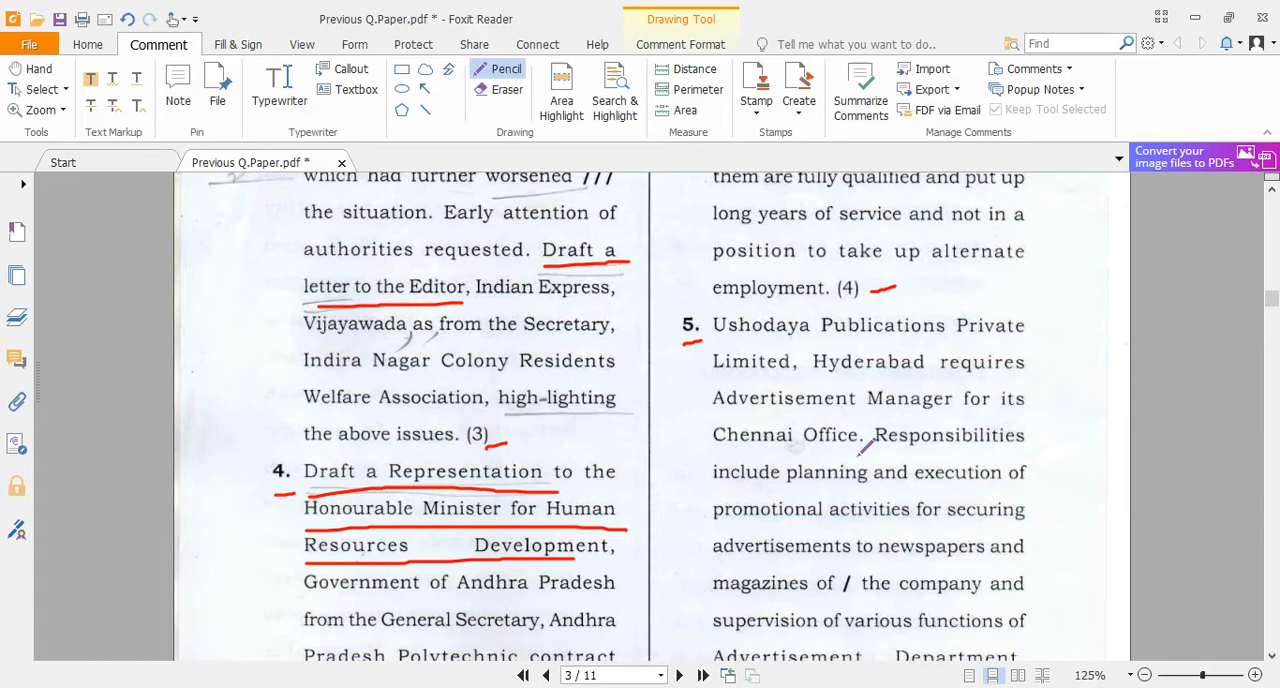 Previous Q.Paper.pdf * - Foxit Reader
Drawing Tool
File
Home
Comment
Fill & Sign
View
Form
Protect
Share
Connect
Help
Comment Format
Tell me what you want to do..
Find
Hand
Select
Zoom
Tools
Text Markup
Note
File
Pin
Typewriter
Callout
Textbox
Typewriter
Pencil
Eraser
Drawing
Area
Highlight
Search &
Highlight
Distance
Perimeter
Area
Measure
Stamp
Create
Stamps
Summarize
Comments
Import
Export
FDF via Email
Comments
Popup Notes
Keep Tool Selected
Manage Comments
Start
Previous Q.Paper.pdf *
Convert your
image files to PDFs
which had further worsened ///
the situation. Early attention of
authorities requested. Draft a
letter to the Editor, Indian Express,
Vijayawada as from the Secretary,
Indira Nagar Colony Residents
Welfare Association, high-lighting
the above issues. (3)
4. Draft a Representation to the
Honourable Minister for Human
Resources Development,
Government of Andhra Pradesh
from the General Secretary, Andhra
Pradesh Polytechnic contract
them are fully qualified and put up
long years of service and not in a
position to take up alternate
employment. (4)
5. Ushodaya Publications Private
Limited, Hyderabad requires
Advertisement Manager for its
Chennai Office. Responsibilities
include planning and execution of
promotional activities for securing
advertisements to newspapers and
magazines of / the company and
supervision of various functions of
Advertisement Department
3 / 11
125%